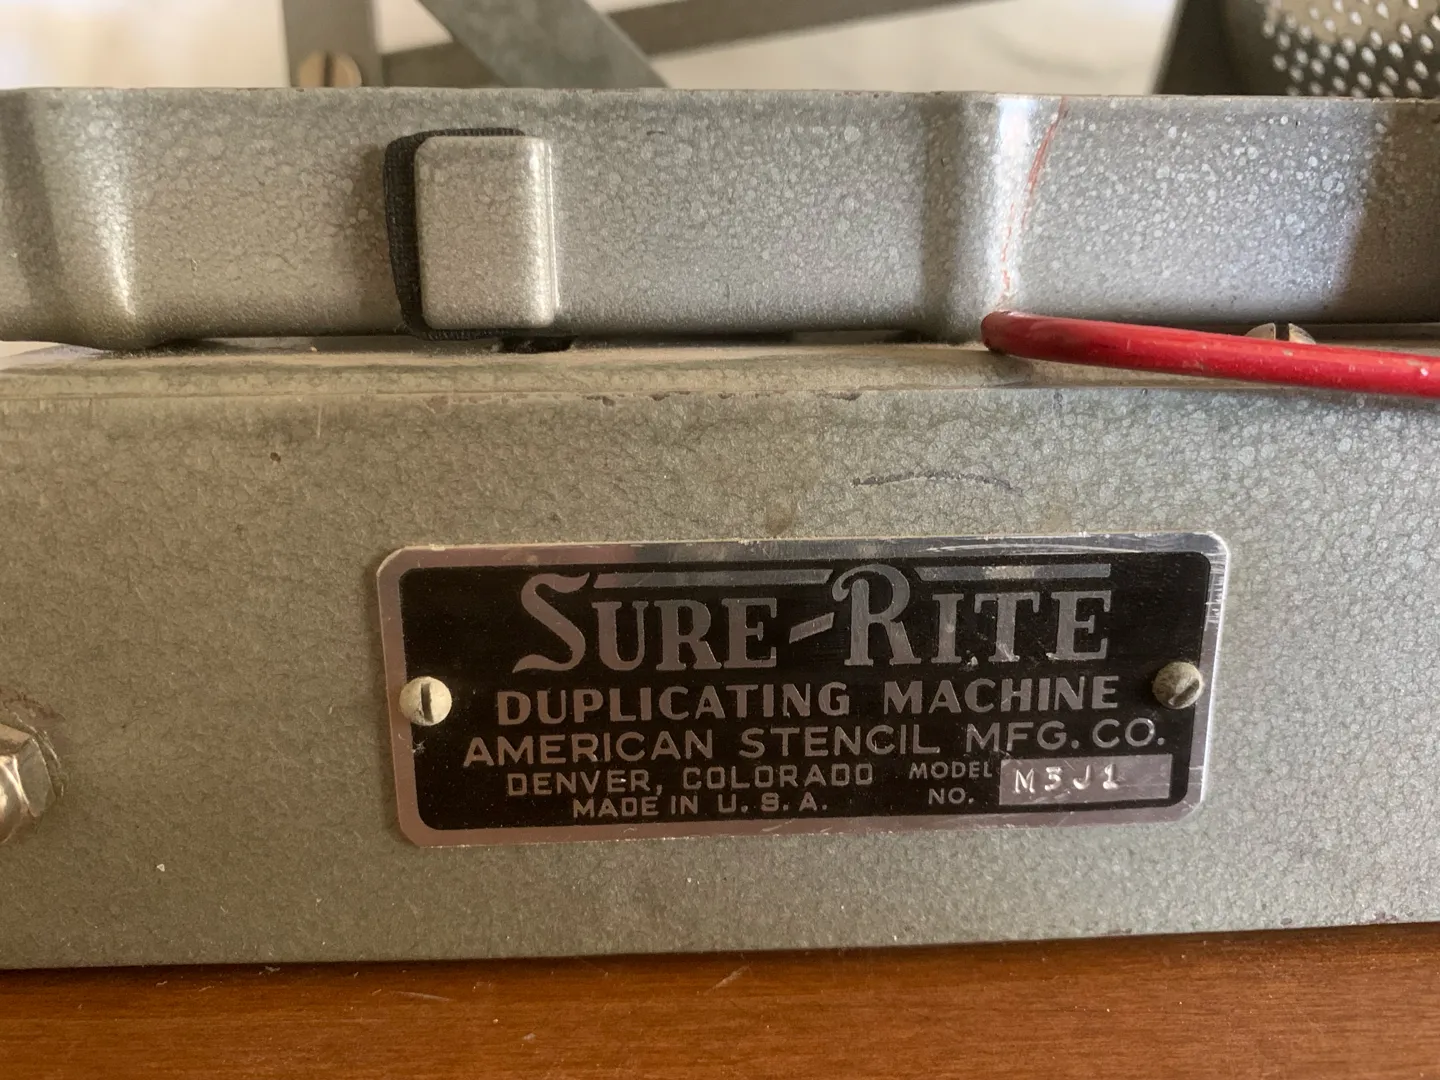 SURE-RITE
DUPLICATING MACHINE
AMERICAN STENCIL MFG. CO.
DENVER, COLORADO
MADE IN U. S. A.
MODEL NO. M5J1